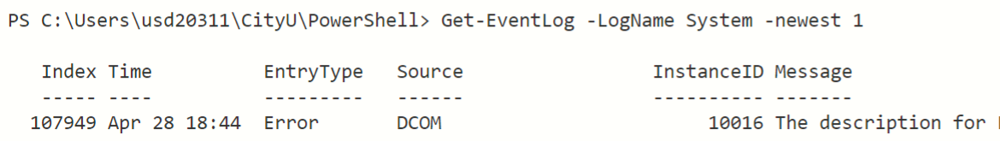 PS C:\Users\usd20311\CityU\PowerShell> Get-EventLog -LogName System -newest 1
Index Time EntryType Source InstanceID Message
----- ---- --------- ------ ---------- -------
107949 Apr 28 18:44 Error DCOM 10016 The description for